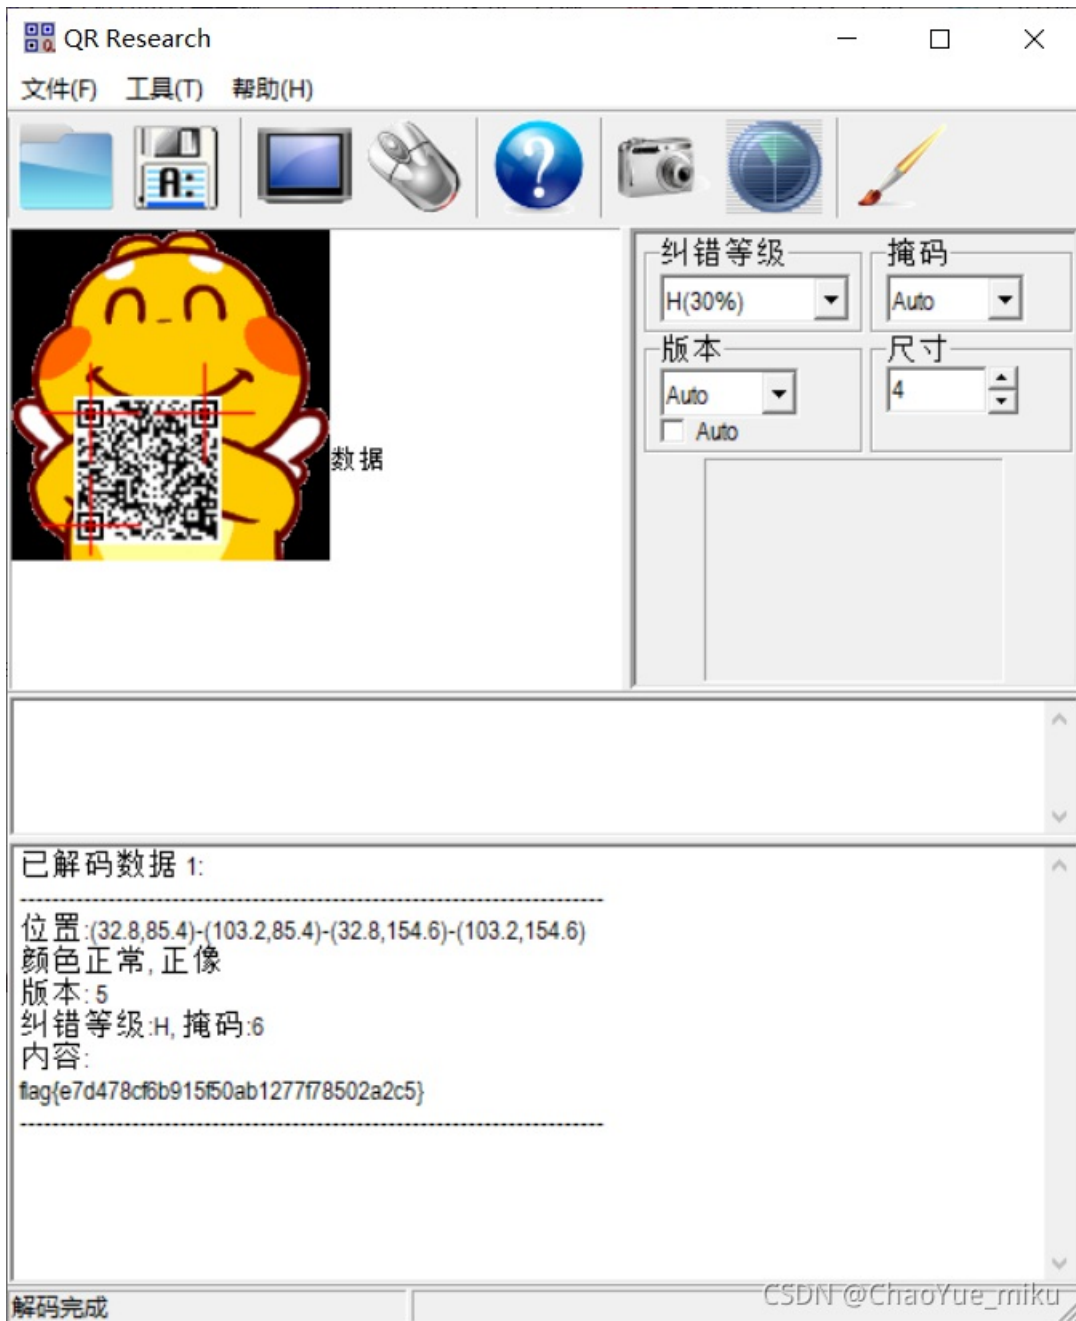 QR Research
文件(F) 工具(T) 帮助(H)
A:
纠错等级 掩码
H(30%) Auto
版本 尺寸
Auto 4
Auto
数据
已解码数据 1:
---------------------------------------------------------------------------
位置:(32.8,85.4)-(103.2,85.4)-(32.8,154.6)-(103.2,154.6)
颜色正常, 正像
版本: 5
纠错等级:H, 掩码:6
内容:
flag{e7d478cf6b915f50ab1277f78502a2c5}
---------------------------------------------------------------------------
解码完成
CSDN @ChaoYue_miku